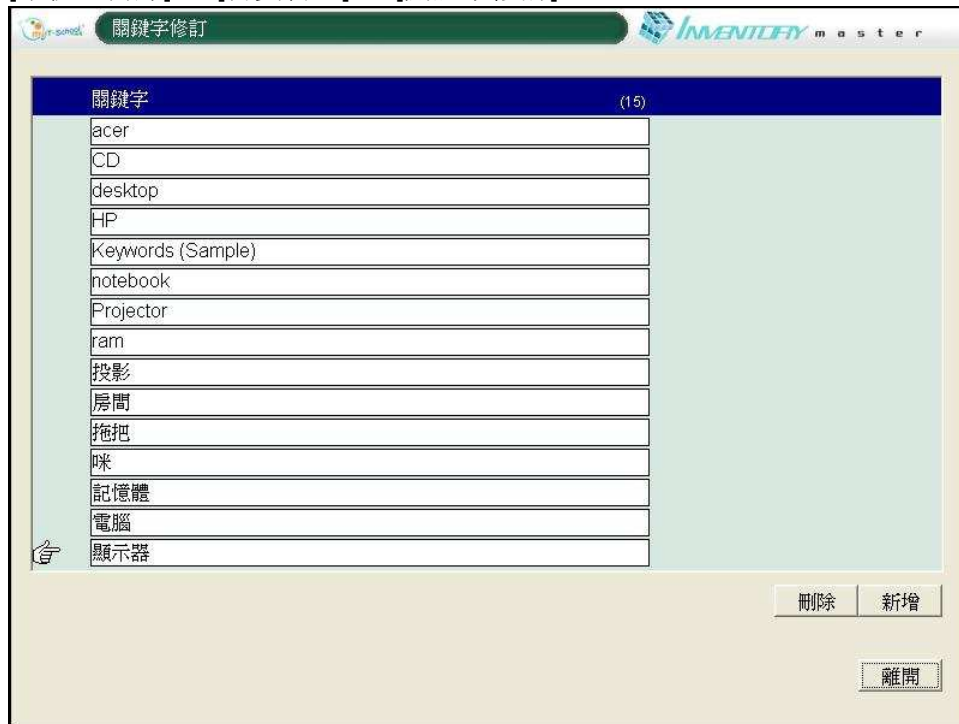 IT-school 關鍵字修訂 INVENTORY master
關鍵字 (15)
acer
CD
desktop
HP
Keywords (Sample)
notebook
Projector
ram
投影
房間
拖把
咪
記憶體
電腦
顯示器
刪除 新增
離開